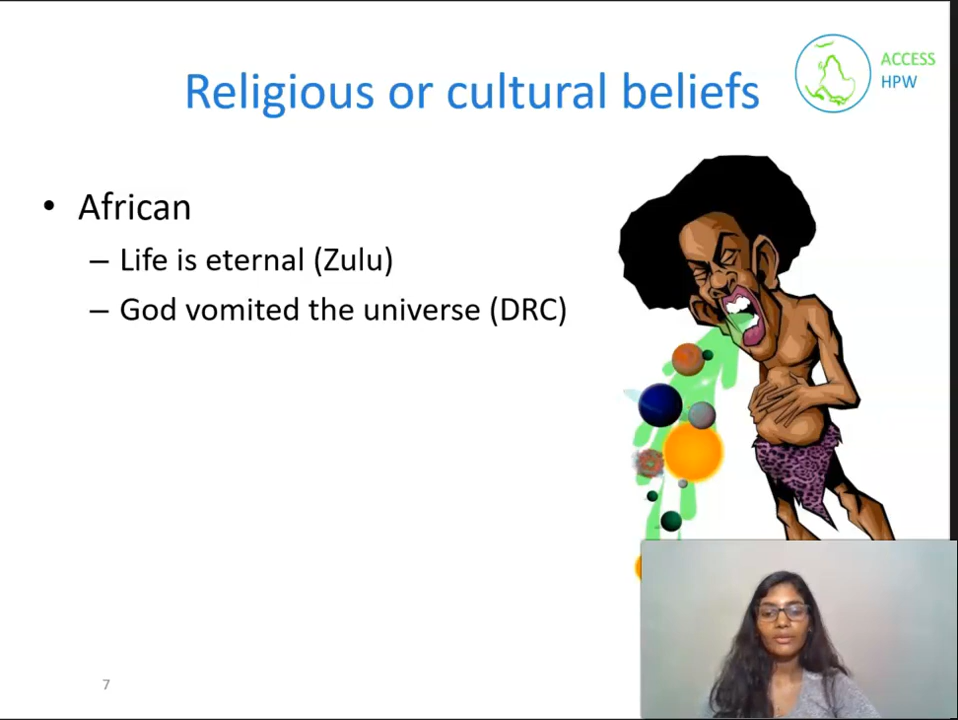 Religious or cultural beliefs
ACCESS
HPW
• African
– Life is eternal (Zulu)
– God vomited the universe (DRC)
7